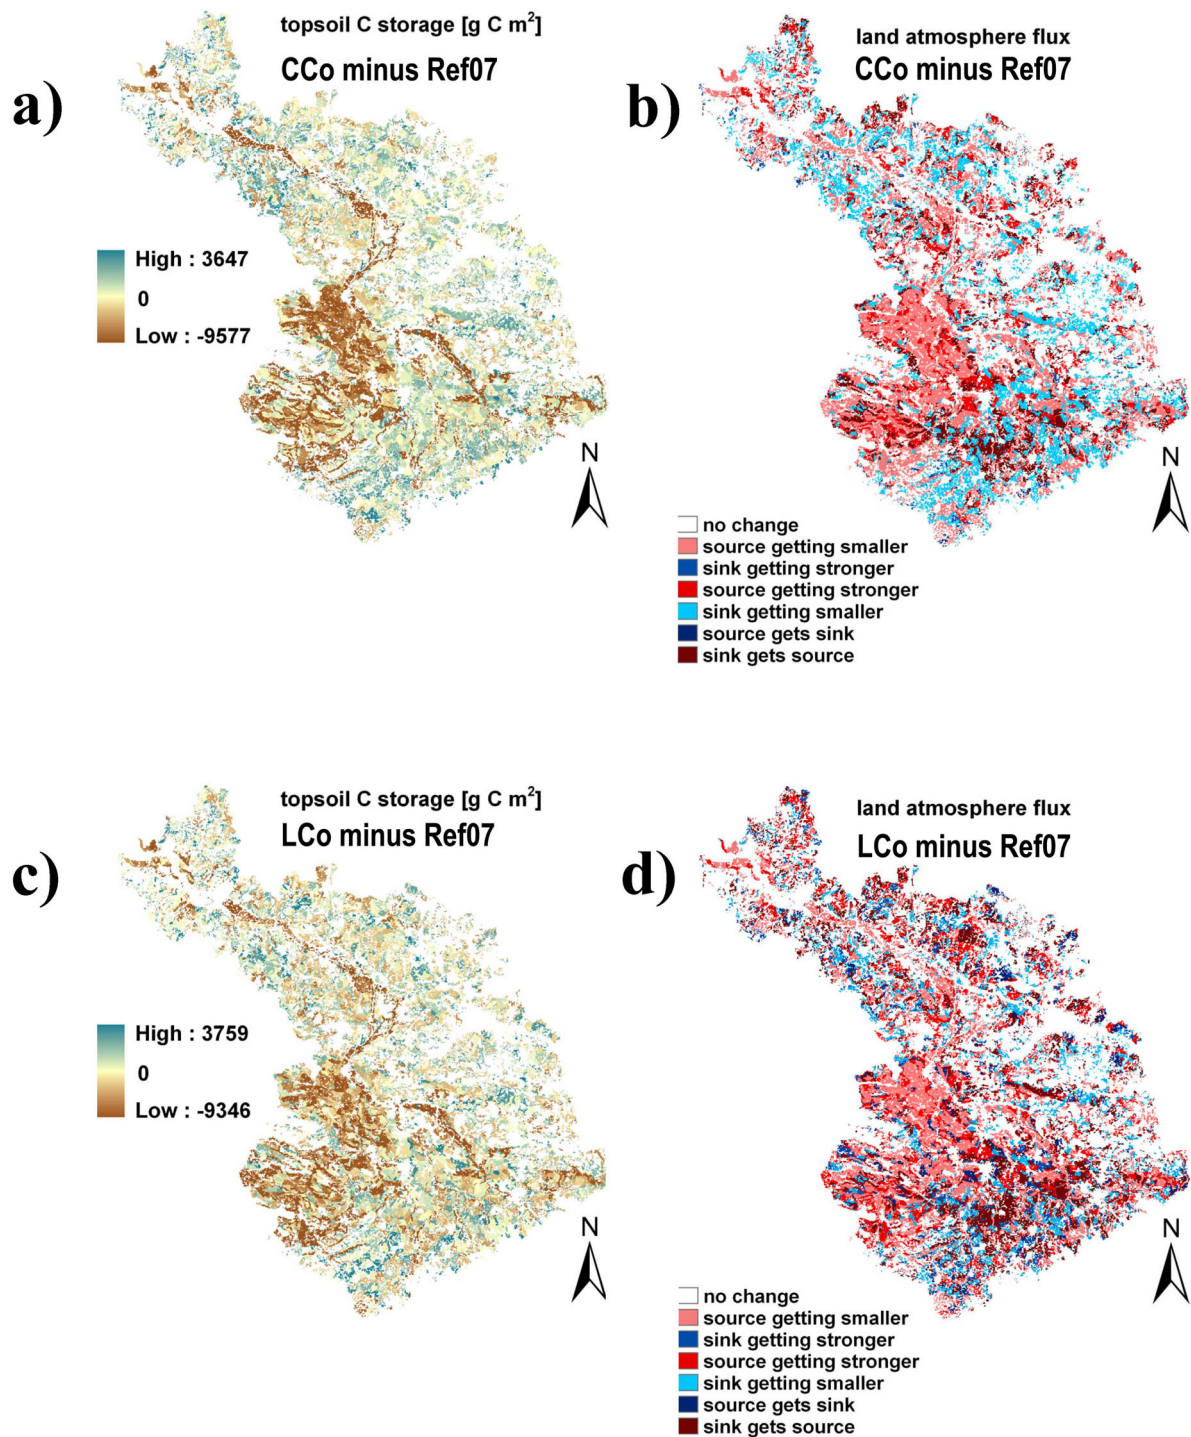 a)
topsoil C storage [g C m²]
CCo minus Ref07
High : 3647
0
Low : -9577
N
b)
land atmosphere flux
CCo minus Ref07
N
no change
source getting smaller
sink getting stronger
source getting stronger
sink getting smaller
source gets sink
sink gets source
c)
topsoil C storage [g C m²]
LCo minus Ref07
High : 3759
0
Low : -9346
N
d)
land atmosphere flux
LCo minus Ref07
N
no change
source getting smaller
sink getting stronger
source getting stronger
sink getting smaller
source gets sink
sink gets source